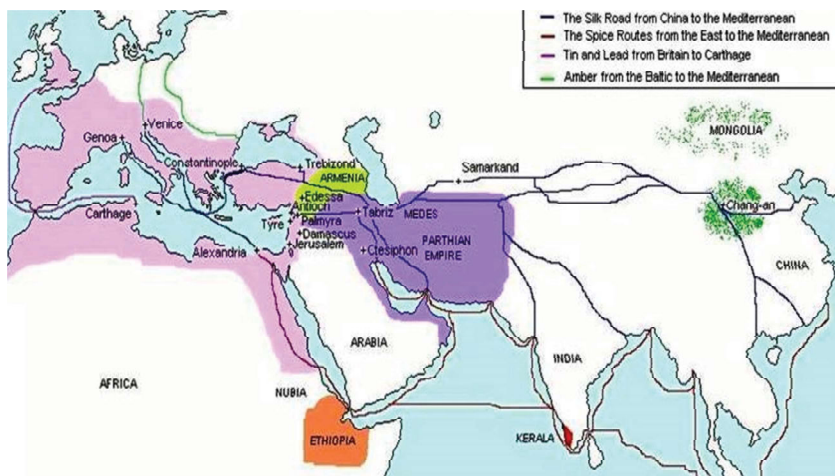 The Silk Road from China to the Mediterranean
The Spice Routes from the East to the Mediterranean
Tin and Lead from Britain to Carthage
Amber from the Baltic to the Mediterranean
MONGOLIA
Venice
Genoa
Constantinople
Trebizond
Samarkand
ARMENIA
Edessa
Antioch
Carthage
Tabriz
MEDES
Chang-an
Tyre
Palmyra
Damascus
PARTHIAN
EMPIRE
Alexandria
Jerusalem
Ctesiphon
CHINA
ARABIA
INDIA
AFRICA
NUBIA
ETHIOPIA
KERALA